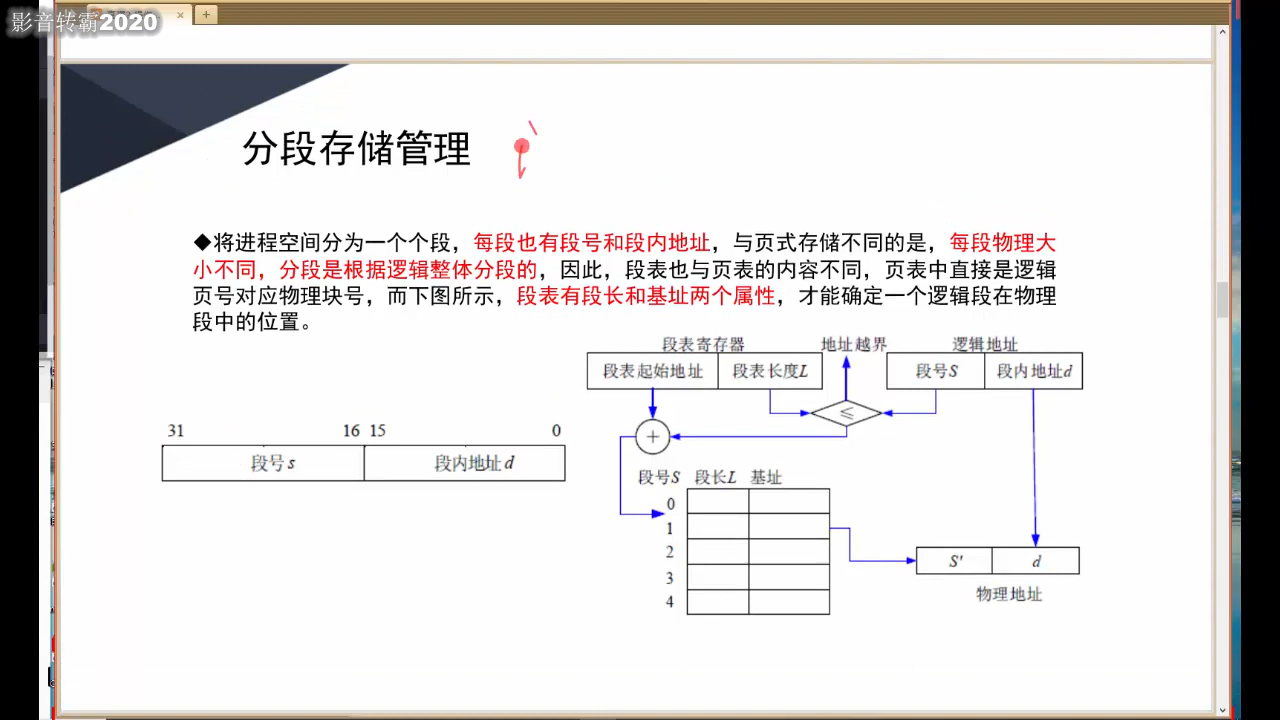 影音转霸2020
分段存储管理
◆将进程空间分为一个个段，每段也有段号和段内地址，与页式存储不同的是，每段物理大
小不同，分段是根据逻辑整体分段的，因此，段表也与页表的内容不同，页表中直接是逻辑
页号对应物理块号，而下图所示，段表有段长和基址两个属性，才能确定一个逻辑段在物理
段中的位置。
段表寄存器 地址越界 逻辑地址
段表起始地址 段表长度L 段号S 段内地址d
≤
31 16 15 0
+
段号s 段内地址d
段号S 段长L 基址
0
1
2
3
4
S' d
物理地址